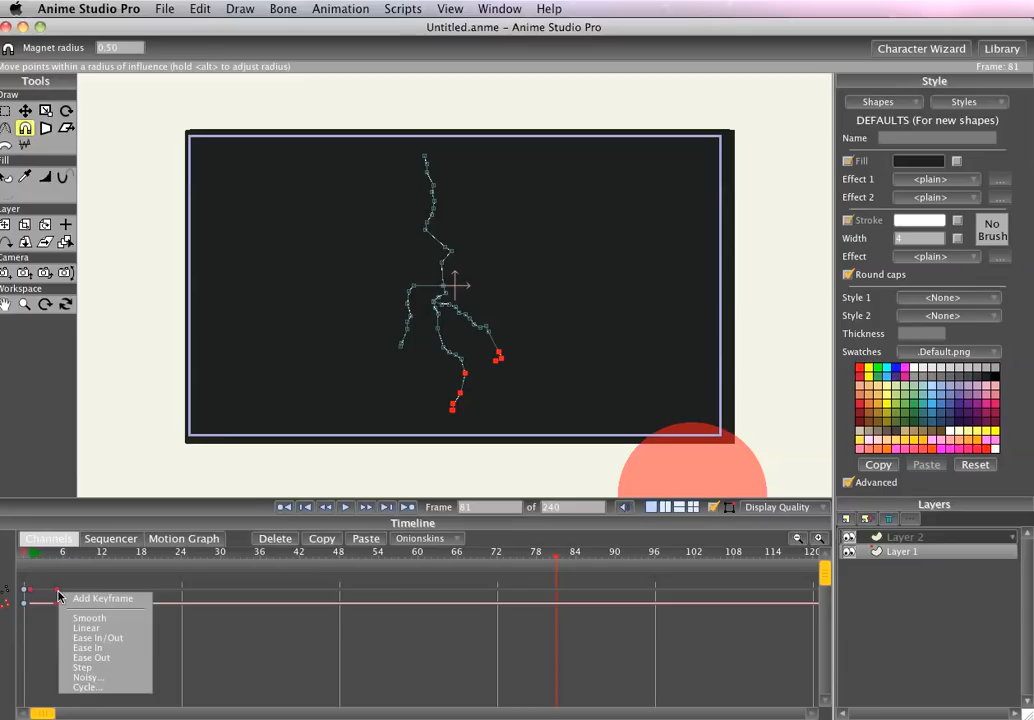 Anime Studio Pro File Edit Draw Bone Animation Scripts View Window Help
Untitled.anme - Anime Studio Pro
Magnet radius 0.50 Character Wizard Library
Move points within a radius of influence (hold <alt> to adjust radius) Frame: 81
Tools
Draw
Fill
Layer
Camera
Workspace
Style
Shapes Styles
DEFAULTS (For new shapes)
Name
Fill
Effect 1 <plain> ...
Effect 2 <plain> ...
Stroke
No Brush
Width 4
Effect <plain> ...
Round caps
Style 1 <None>
Style 2 <None>
Thickness
Swatches .Default.png
Copy Paste Reset
Advanced
Frame 81 of 240 Display Quality
Timeline
Channels Sequencer Motion Graph Delete Copy Paste Onionskins
6 12 18 24 30 36 42 48 54 60 66 72 78 84 90 96 102 108 114 120
Add Keyframe
Smooth
Linear
Ease In/Out
Ease In
Ease Out
Step
Noisy...
Cycle...
Layers
Layer 2
Layer 1